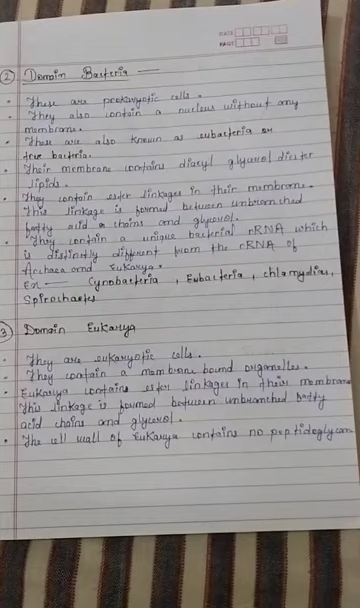 DATE
PAGE
② Domain Bacteria —
• These are prokaryotic cells.
• They also contain a nucleus without any
membrane.
• These are also known as eubacteria or
true bacteria.
• Their membrane contains diacyl glycerol diester
lipids.
• They contain ester linkages in their membrane.
This linkage is formed between unbranched
fatty acid chains and glycerol.
• They contain a unique bacterial rRNA which
is distinctly different from the rRNA of
Archaea and Eukarya.
Ex — Cynobacteria, Eubacteria, chlamydias,
Spirochaetes
③ Domain Eukarya
• They are eukaryotic cells.
• They contain a membrane bound organelles.
• Eukarya contains ester linkages in their membrane
This linkage is formed between unbranched fatty
acid chains and glycerol.
• The cell wall of Eukarya contains no peptidoglycan